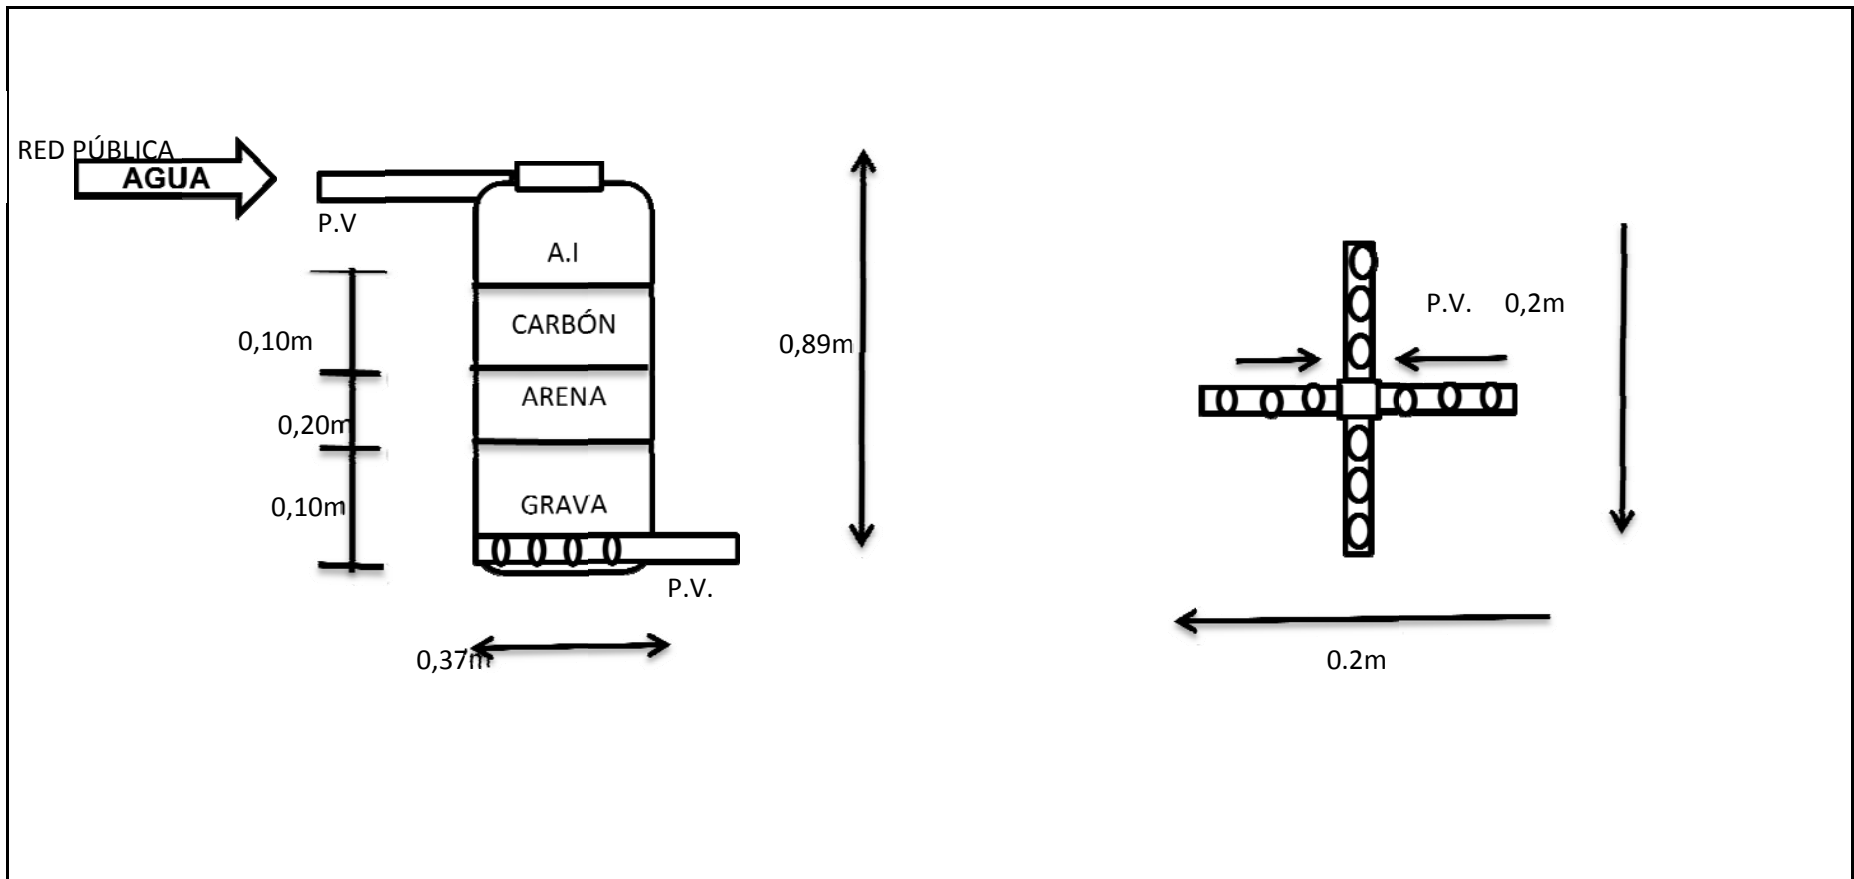 RED PÚBLICA
AGUA
P.V
A.I
CARBÓN
ARENA
GRAVA
P.V.
0,10m
0,20m
0,10m
0,37m
0,89m
P.V. 0,2m
0.2m